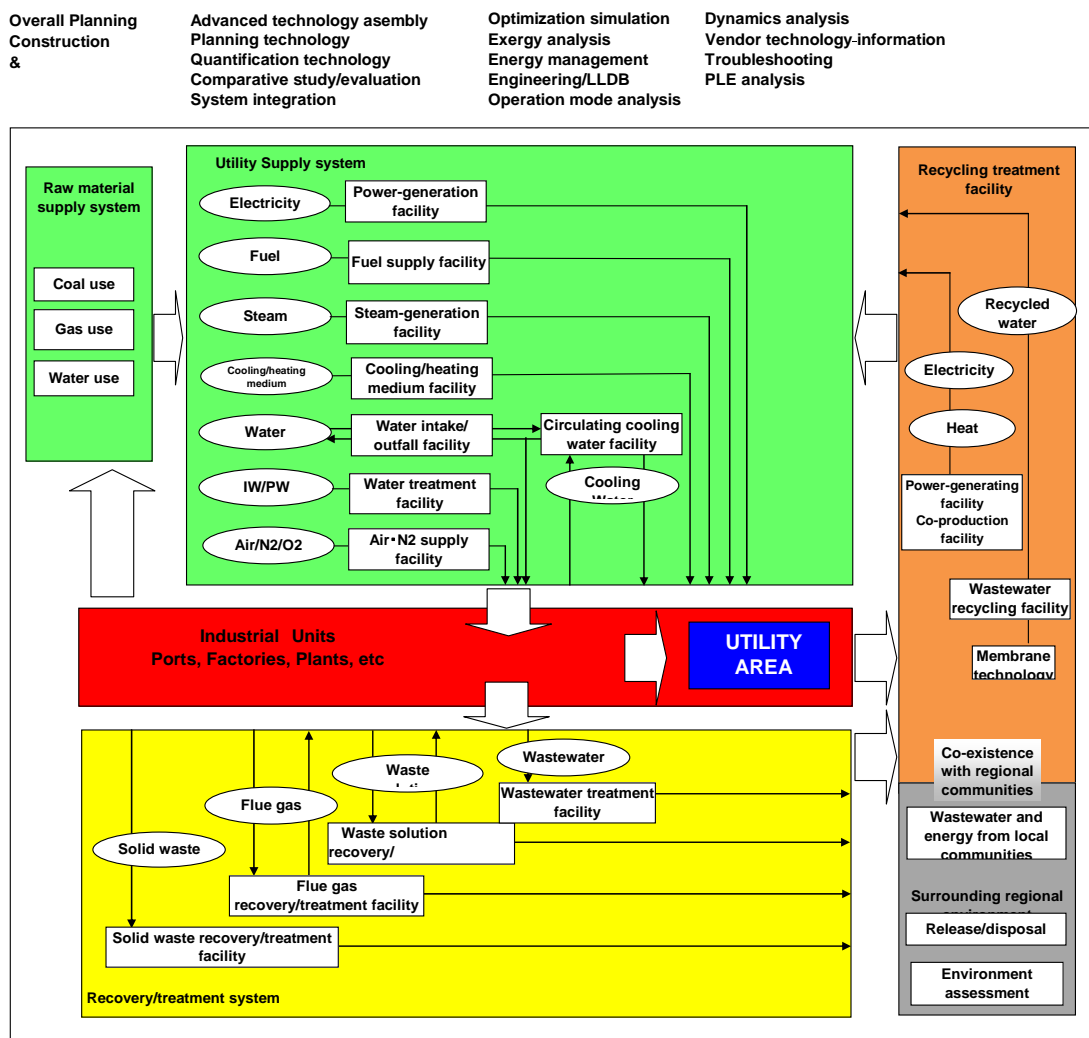 Overall Planning
Construction
&
Advanced technology asembly
Planning technology
Quantification technology
Comparative study/evaluation
System integration
Optimization simulation
Exergy analysis
Energy management
Engineering/LLDB
Operation mode analysis
Dynamics analysis
Vendor technology-information
Troubleshooting
PLE analysis
Raw material
supply system
Coal use
Gas use
Water use
Utility Supply system
Electricity
Power-generation
facility
Fuel
Fuel supply facility
Steam
Steam-generation
facility
Cooling/heating
medium
Cooling/heating
medium facility
Water
Water intake/
outfall facility
Circulating cooling
water facility
IW/PW
Water treatment
facility
Cooling
Water
Air/N2/O2
Air・N2 supply
facility
Recycling treatment
facility
Recycled
water
Electricity
Heat
Power-generating
facility
Co-production
facility
Wastewater
recycling facility
Membrane
technology
Industrial Units
Ports, Factories, Plants, etc
UTILITY
AREA
Wastewater
Waste
Flue gas
Solid waste
Wastewater treatment
facility
Waste solution
recovery/
Flue gas
recovery/treatment facility
Solid waste recovery/treatment
facility
Recovery/treatment system
Co-existence
with regional
communities
Wastewater and
energy from local
communities
Surrounding regional
environment
Release/disposal
Environment
assessment